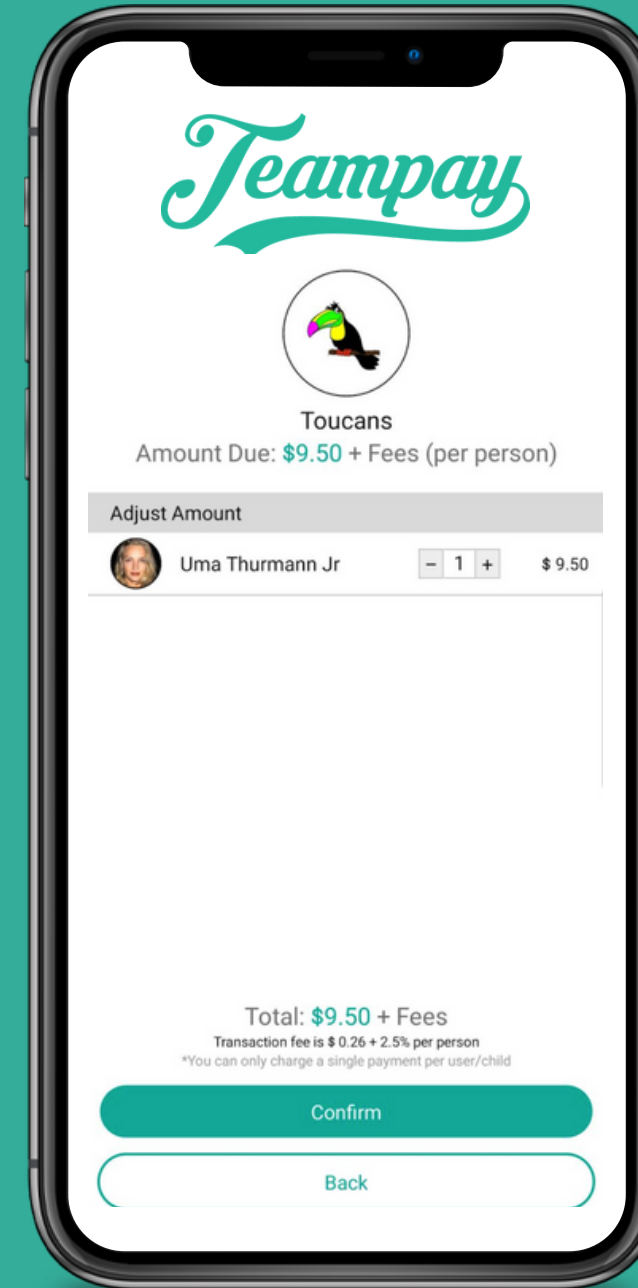 Teampay
Toucans
Amount Due: $9.50 + Fees (per person)
Adjust Amount
Uma Thurmann Jr − 1 + $ 9.50
Total: $9.50 + Fees
Transaction fee is $ 0.26 + 2.5% per person
*You can only charge a single payment per user/child
Confirm
Back